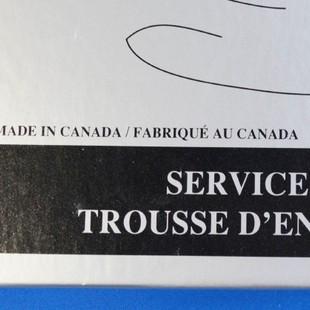 MADE IN CANADA / FABRIQUÉ AU CANADA
SERVICE
TROUSSE D'EN